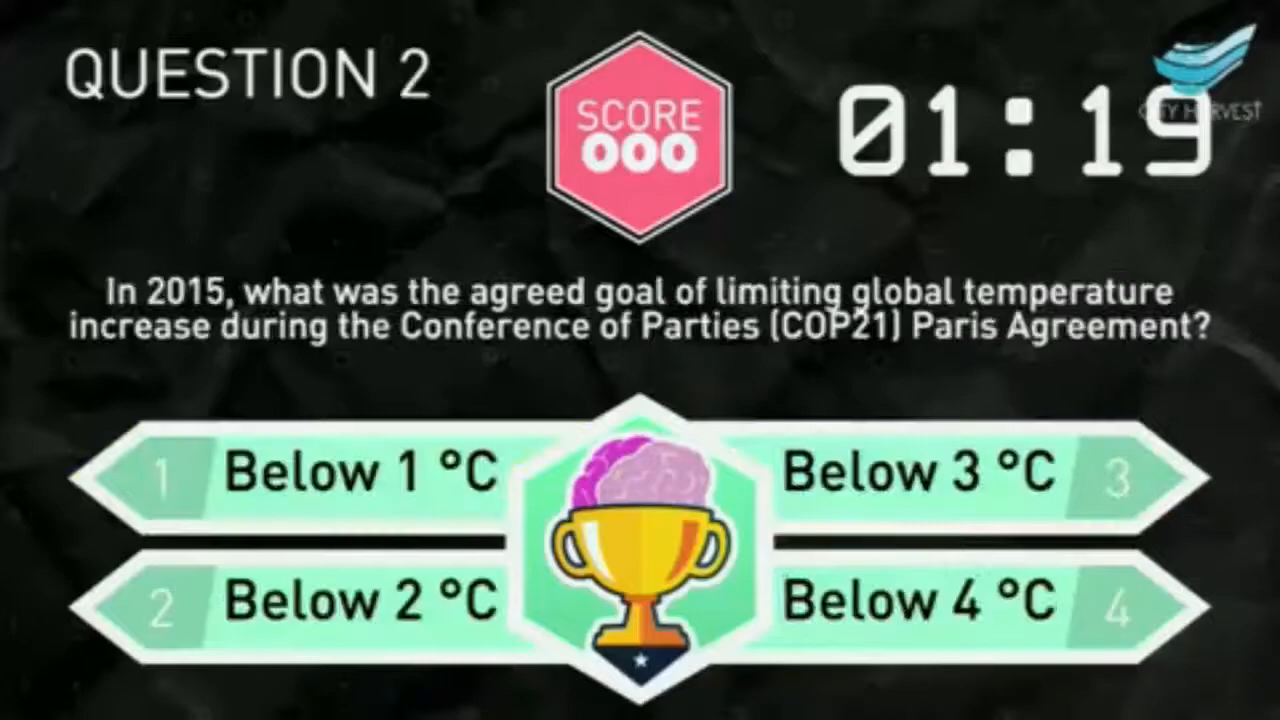 QUESTION 2
SCORE
000
01:19
CITY HARVEST
In 2015, what was the agreed goal of limiting global temperature
increase during the Conference of Parties (COP21) Paris Agreement?
1 Below 1 °C
Below 3 °C 3
2 Below 2 °C
Below 4 °C 4